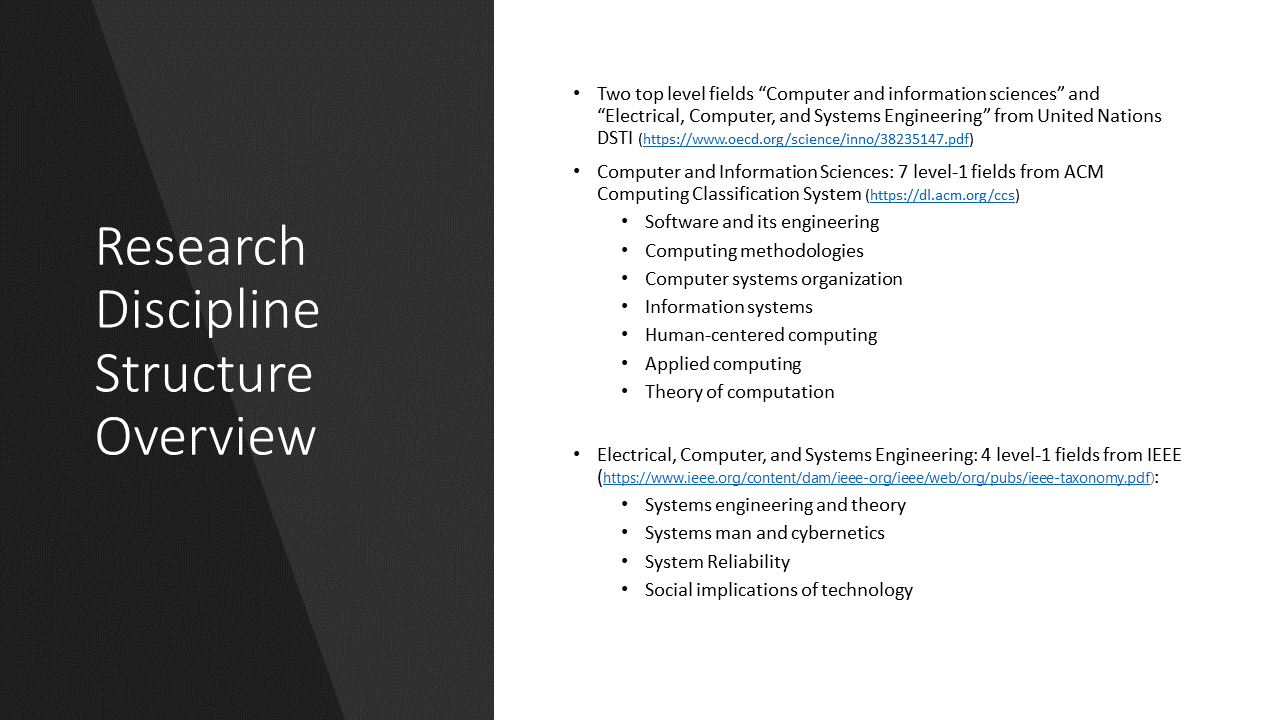 Research
Discipline
Structure
Overview
• Two top level fields “Computer and information sciences” and
“Electrical, Computer, and Systems Engineering” from United Nations
DSTI (https://www.oecd.org/science/inno/38235147.pdf)
• Computer and Information Sciences: 7 level-1 fields from ACM
Computing Classification System (https://dl.acm.org/ccs)
• Software and its engineering
• Computing methodologies
• Computer systems organization
• Information systems
• Human-centered computing
• Applied computing
• Theory of computation
• Electrical, Computer, and Systems Engineering: 4 level-1 fields from IEEE
(https://www.ieee.org/content/dam/ieee-org/ieee/web/org/pubs/ieee-taxonomy.pdf):
• Systems engineering and theory
• Systems man and cybernetics
• System Reliability
• Social implications of technology